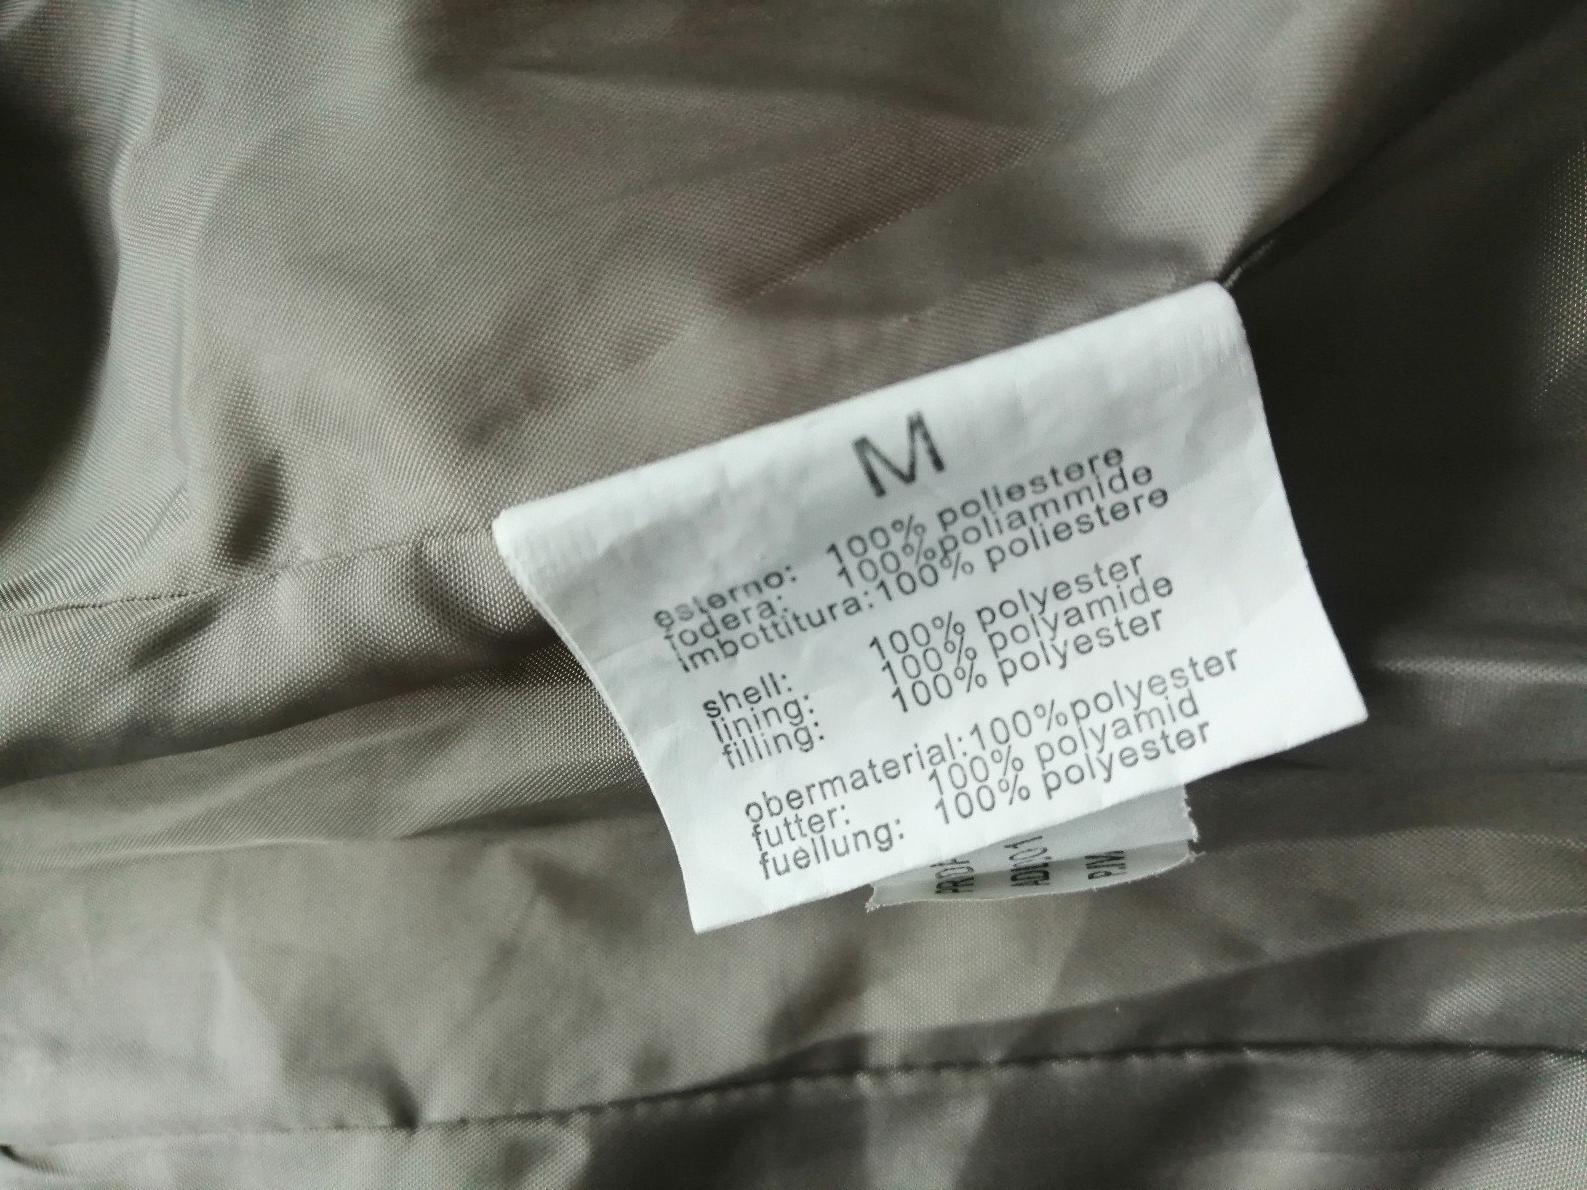 M
esterno: 100% poliestere
fodera: 100%poliammide
imbottitura:100% poliestere
shell: 100% polyester
lining: 100% polyamide
filling: 100% polyester
obermaterial:100%polyester
futter: 100% polyamid
fuellung: 100% polyester